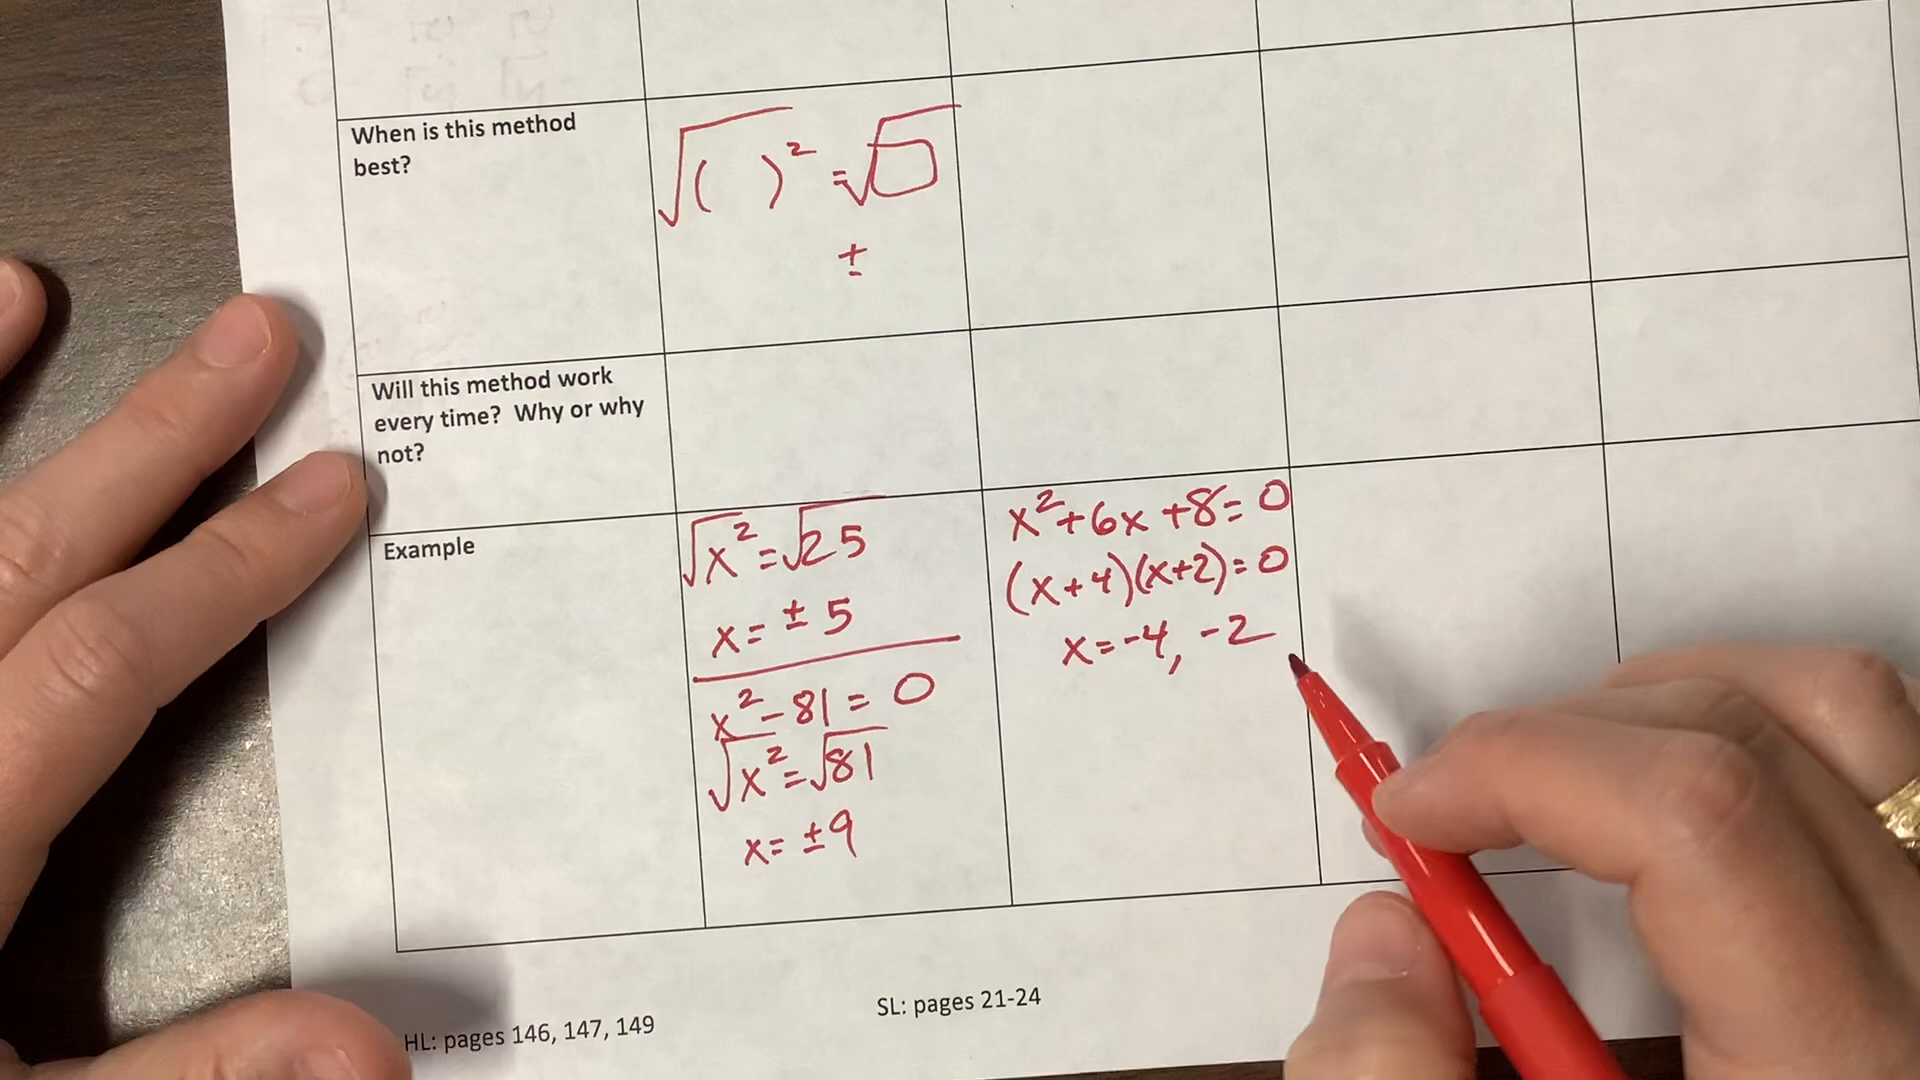 When is this method
best?
√( )² = √□
±
Will this method work
every time? Why or why
not?
Example
√x² = √25
x = ± 5
x² - 81 = 0
√x² = √81
x = ± 9
x² + 6x + 8 = 0
(x + 4)(x + 2) = 0
x = -4, -2
HL: pages 146, 147, 149
SL: pages 21-24